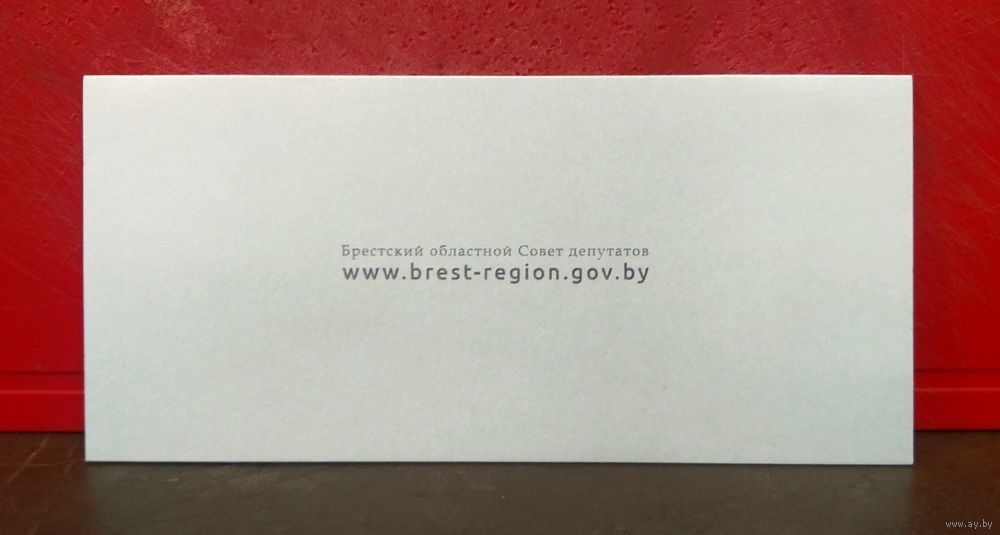 Брестский областной Совет депутатов
www.brest-region.gov.by
www.ay.by